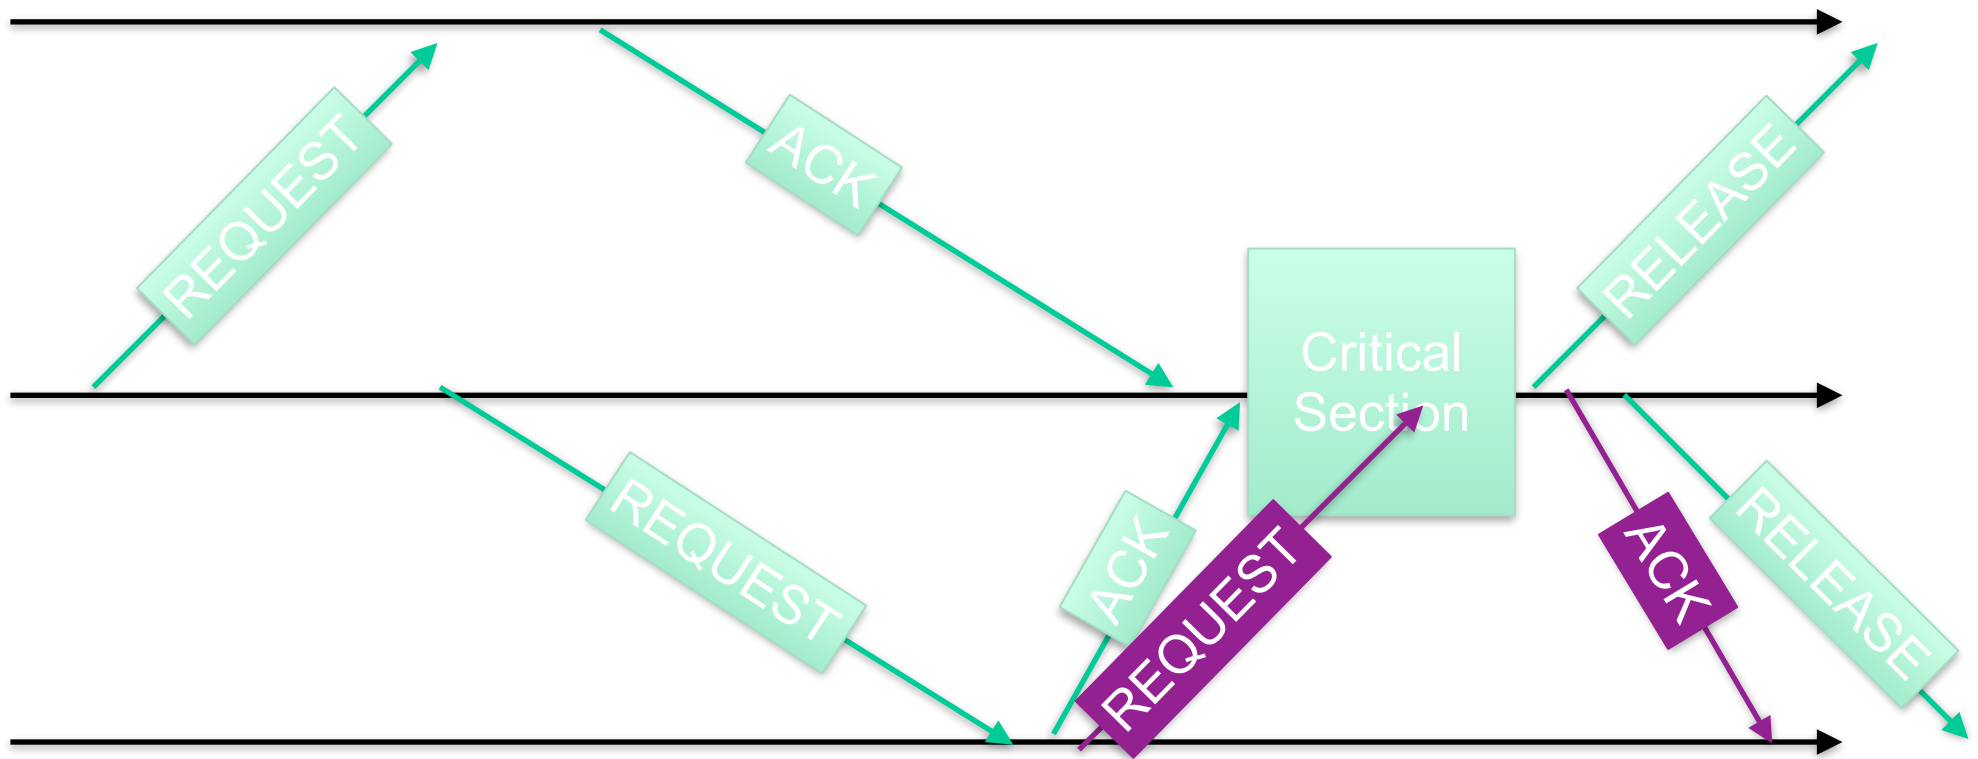 REQUEST
ACK
RELEASE
Critical
Section
REQUEST
ACK
REQUEST
ACK
RELEASE